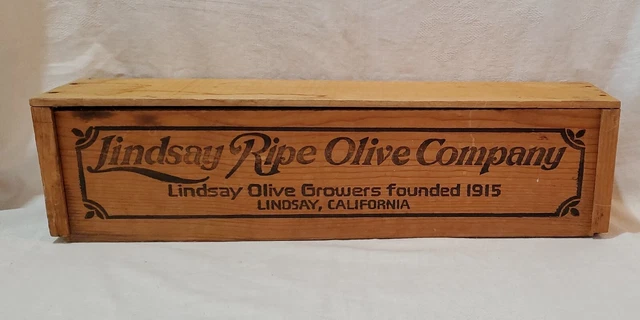 Lindsay Ripe Olive Company
Lindsay Olive Growers founded 1915
LINDSAY, CALIFORNIA